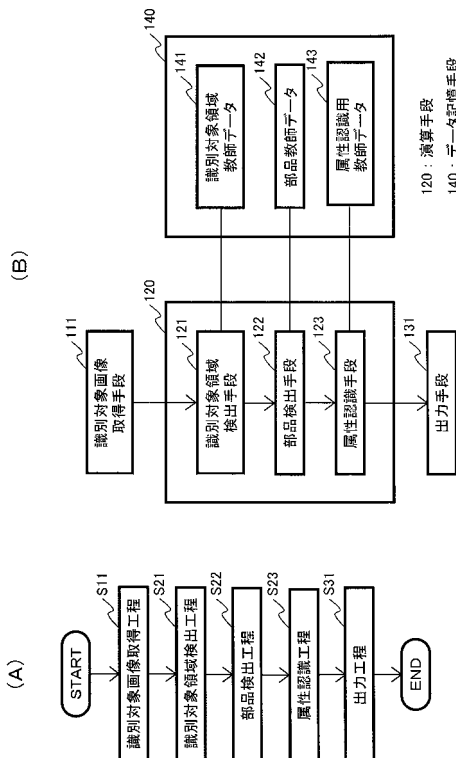 (A)
START
S11
識別対象画像取得工程
S21
識別対象領域検出工程
S22
部品検出工程
S23
属性認識工程
S31
出力工程
END
(B)
111
識別対象画像
取得手段
120
121
識別対象領域
検出手段
122
部品検出手段
123
属性認識手段
131
出力手段
140
141
識別対象領域
教師データ
142
部品教師データ
143
属性認識用
教師データ
120：演算手段
140：データ記憶手段